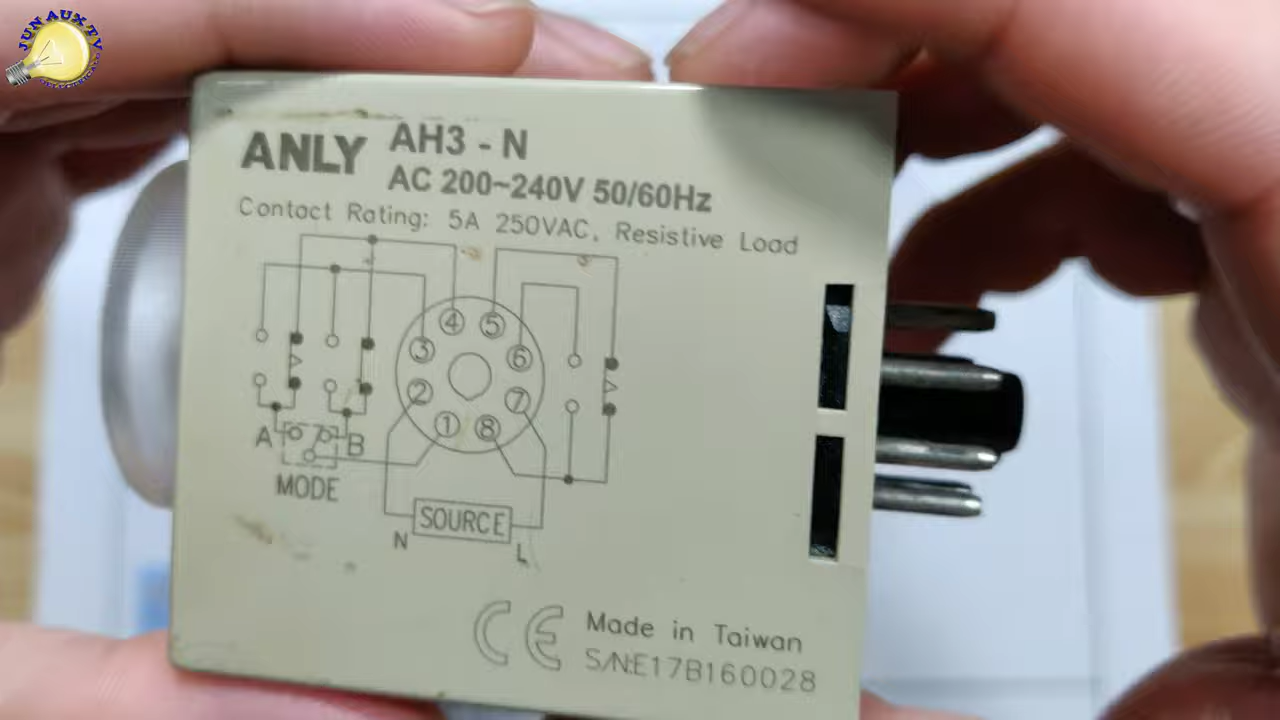 JUN AUX TV
ANLY AH3 - N
AC 200~240V 50/60Hz
Contact Rating: 5A 250VAC. Resistive Load
4 5
3 6
2 7
1 8
A B
MODE
SOURCE
N L
CE Made in Taiwan
S/N:E17B160028